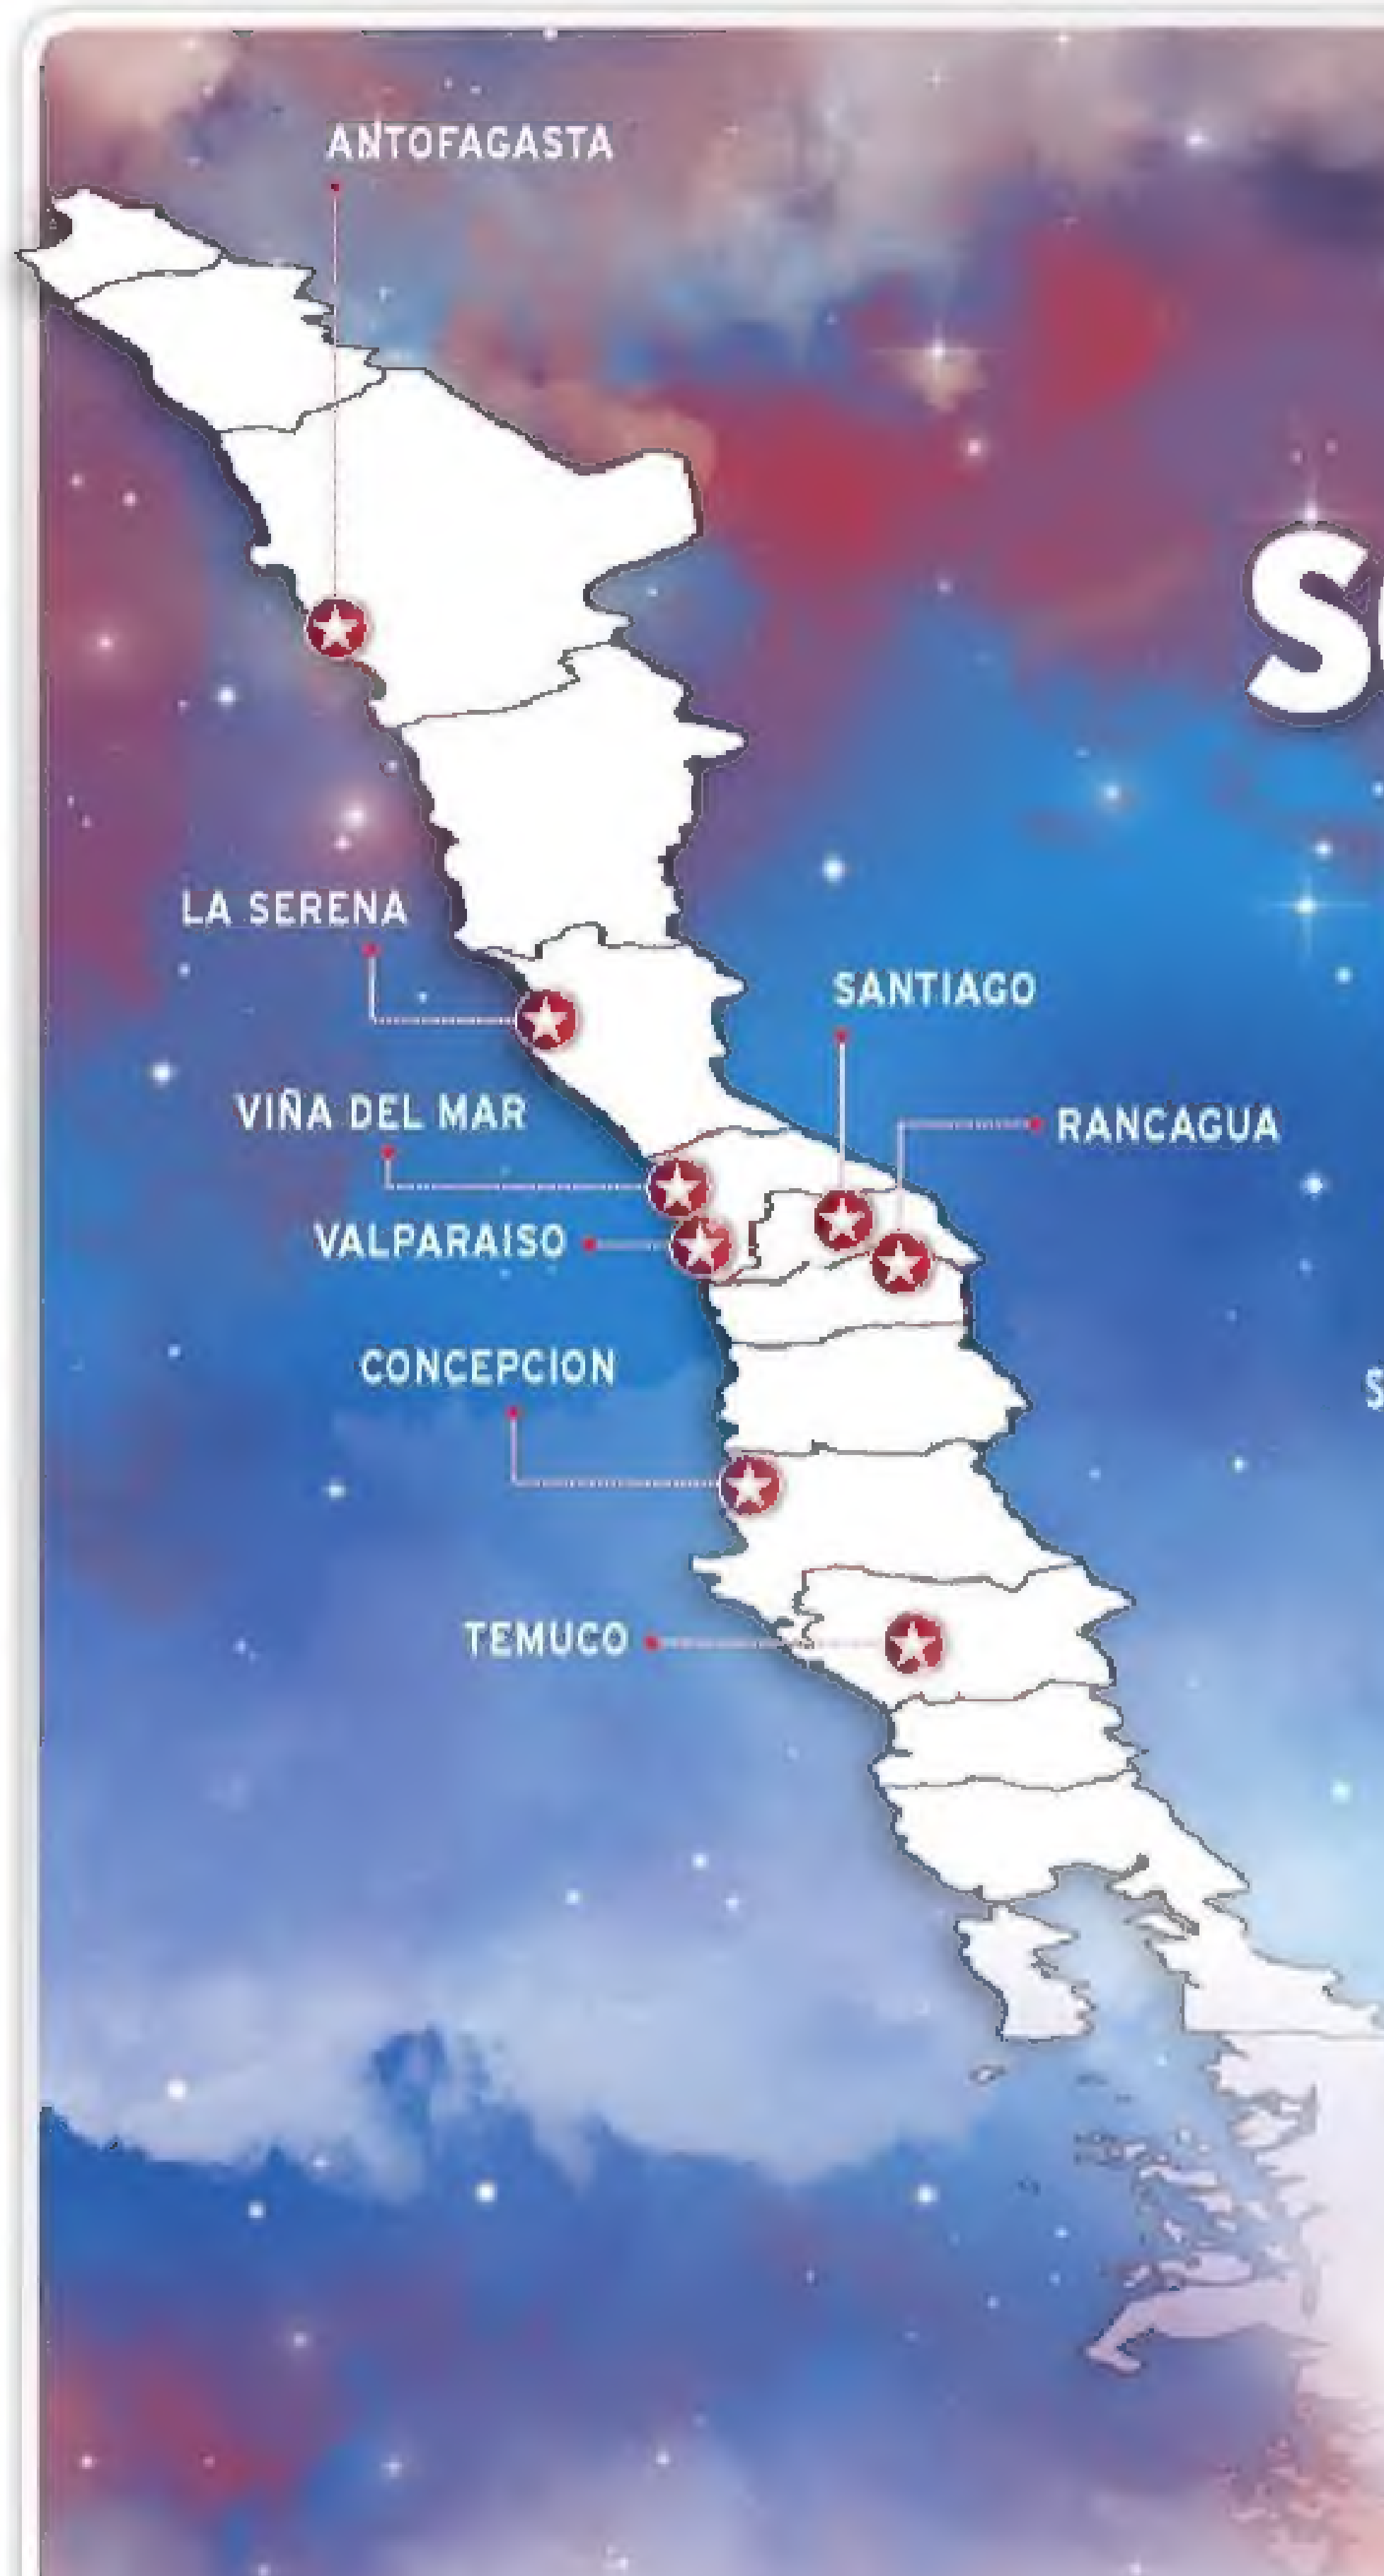 ANTOFAGASTA
LA SERENA
SANTIAGO
VIÑA DEL MAR
RANCAGUA
VALPARAISO
CONCEPCION
TEMUCO